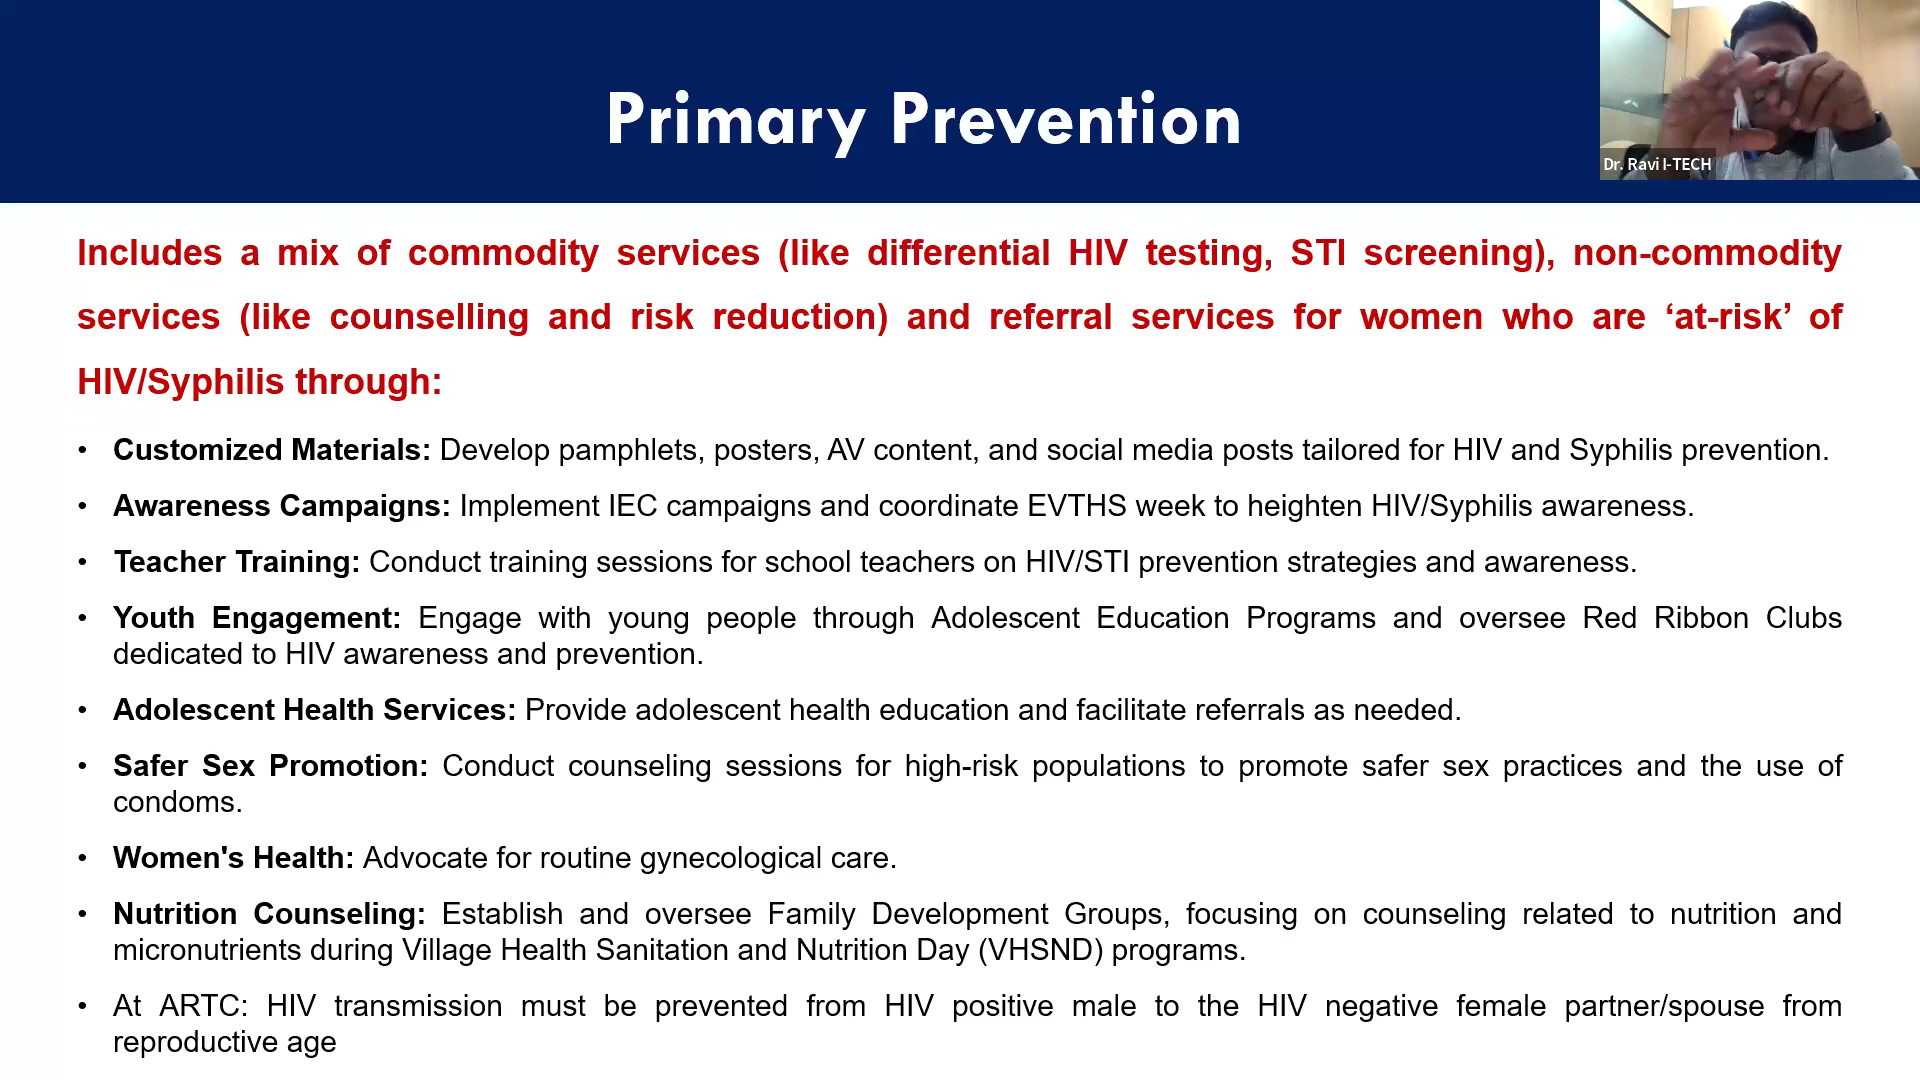 Primary Prevention
Dr. Ravi I-TECH
Includes a mix of commodity services (like differential HIV testing, STI screening), non-commodity
services (like counselling and risk reduction) and referral services for women who are ‘at-risk’ of
HIV/Syphilis through:
• Customized Materials: Develop pamphlets, posters, AV content, and social media posts tailored for HIV and Syphilis prevention.
• Awareness Campaigns: Implement IEC campaigns and coordinate EVTHS week to heighten HIV/Syphilis awareness.
• Teacher Training: Conduct training sessions for school teachers on HIV/STI prevention strategies and awareness.
• Youth Engagement: Engage with young people through Adolescent Education Programs and oversee Red Ribbon Clubs
dedicated to HIV awareness and prevention.
• Adolescent Health Services: Provide adolescent health education and facilitate referrals as needed.
• Safer Sex Promotion: Conduct counseling sessions for high-risk populations to promote safer sex practices and the use of
condoms.
• Women's Health: Advocate for routine gynecological care.
• Nutrition Counseling: Establish and oversee Family Development Groups, focusing on counseling related to nutrition and
micronutrients during Village Health Sanitation and Nutrition Day (VHSND) programs.
• At ARTC: HIV transmission must be prevented from HIV positive male to the HIV negative female partner/spouse from
reproductive age